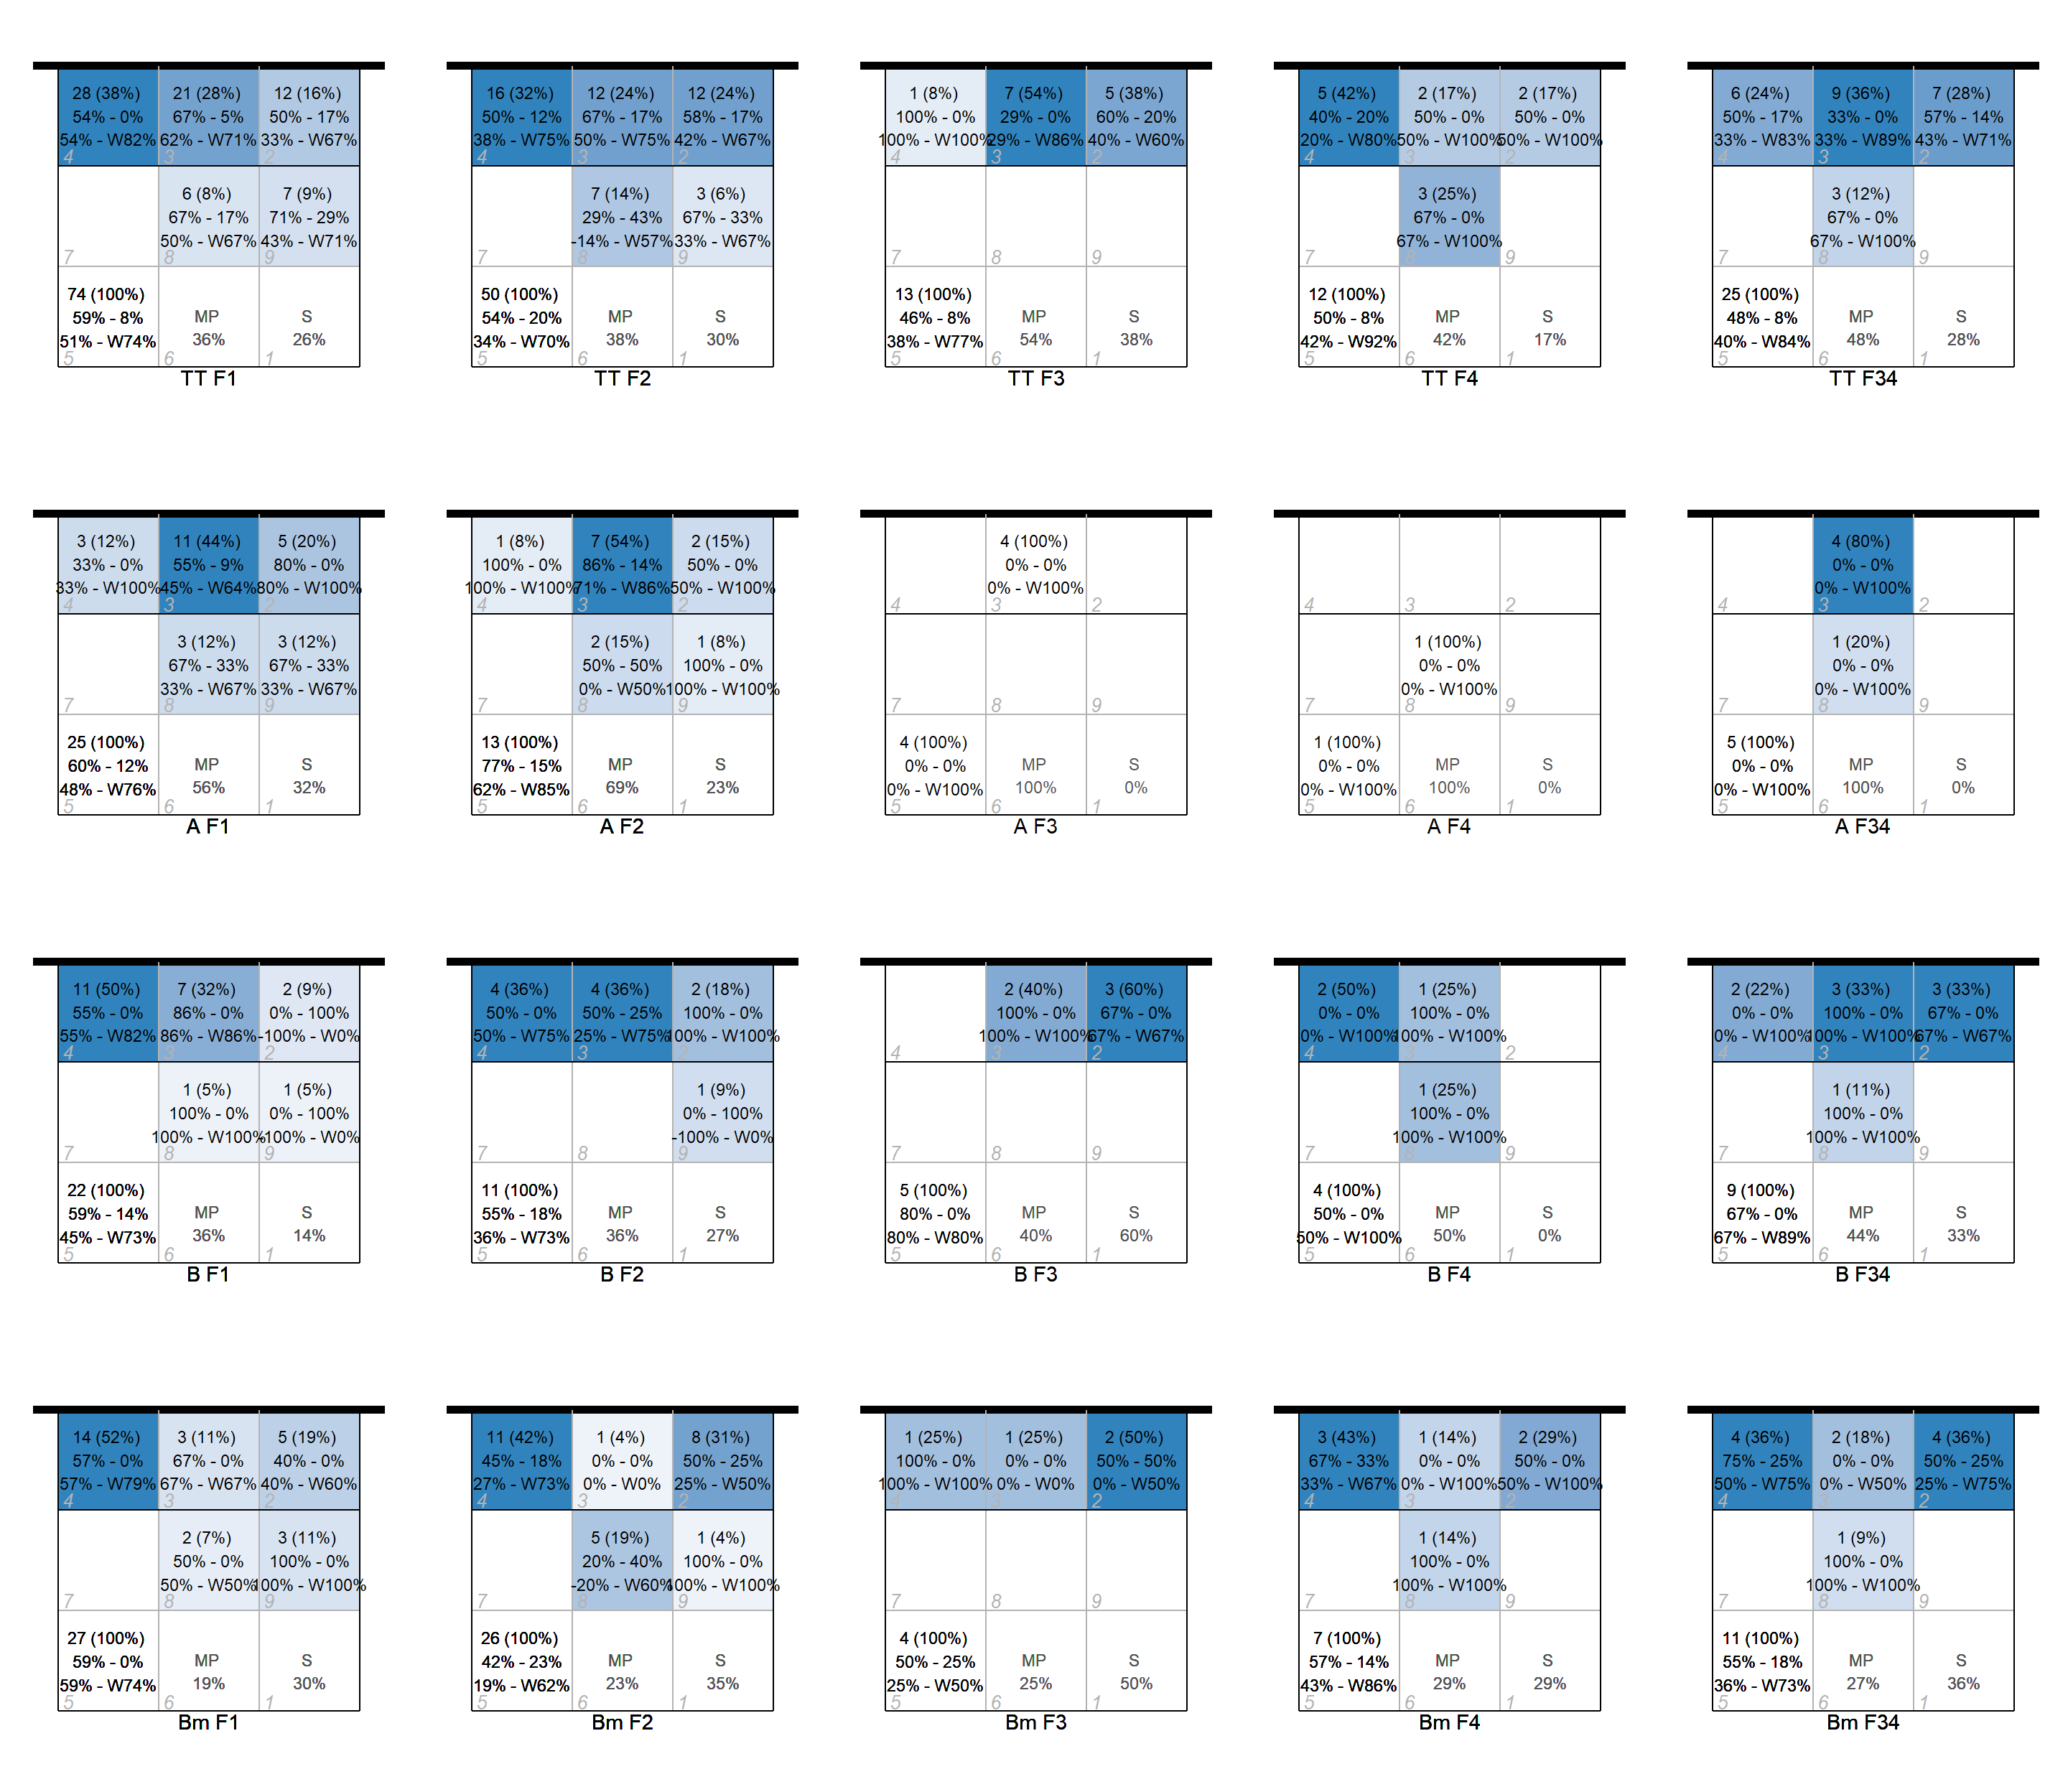 28 (38%) 21 (28%) 12 (16%)
54% - 0% 67% - 5% 50% - 17%
54% - W82% 62% - W71% 33% - W67%
4 3 2
6 (8%) 7 (9%)
67% - 17% 71% - 29%
50% - W67% 43% - W71%
7 8 9
74 (100%)
59% - 8% MP S
51% - W74% 36% 26%
5 6 1
TT F1
16 (32%) 12 (24%) 12 (24%)
50% - 12% 67% - 17% 58% - 17%
38% - W75% 50% - W75% 42% - W67%
4 3 2
7 (14%) 3 (6%)
29% - 43% 67% - 33%
-14% - W57% 33% - W67%
7 8 9
50 (100%)
54% - 20% MP S
34% - W70% 38% 30%
5 6 1
TT F2
1 (8%) 7 (54%) 5 (38%)
100% - 0% 29% - 0% 60% - 20%
100% - W100% 29% - W86% 40% - W60%
4 3 2
7 8 9
13 (100%)
46% - 8% MP S
38% - W77% 54% 38%
5 6 1
TT F3
5 (42%) 2 (17%) 2 (17%)
40% - 20% 50% - 0% 50% - 0%
20% - W80% 50% - W100% 50% - W100%
4 3 2
3 (25%)
67% - 0%
67% - W100%
7 8 9
12 (100%)
50% - 8% MP S
42% - W92% 42% 17%
5 6 1
TT F4
6 (24%) 9 (36%) 7 (28%)
50% - 17% 33% - 0% 57% - 14%
33% - W83% 33% - W89% 43% - W71%
4 3 2
3 (12%)
67% - 0%
67% - W100%
7 8 9
25 (100%)
48% - 8% MP S
40% - W84% 48% 28%
5 6 1
TT F34
3 (12%) 11 (44%) 5 (20%)
33% - 0% 55% - 9% 80% - 0%
33% - W100% 45% - W64% 80% - W100%
4 3 2
3 (12%) 3 (12%)
67% - 33% 67% - 33%
33% - W67% 33% - W67%
7 8 9
25 (100%)
60% - 12% MP S
48% - W76% 56% 32%
5 6 1
A F1
1 (8%) 7 (54%) 2 (15%)
100% - 0% 86% - 14% 50% - 0%
100% - W100% 71% - W86% 50% - W100%
4 3 2
2 (15%) 1 (8%)
50% - 50% 100% - 0%
0% - W50% 100% - W100%
7 8 9
13 (100%)
77% - 15% MP S
62% - W85% 69% 23%
5 6 1
A F2
4 (100%)
0% - 0%
0% - W100%
4 3 2
7 8 9
4 (100%)
0% - 0% MP S
0% - W100% 100% 0%
5 6 1
A F3
4 3 2
1 (100%)
0% - 0%
0% - W100%
7 8 9
1 (100%)
0% - 0% MP S
0% - W100% 100% 0%
5 6 1
A F4
4 (80%)
0% - 0%
0% - W100%
4 3 2
1 (20%)
0% - 0%
0% - W100%
7 8 9
5 (100%)
0% - 0% MP S
0% - W100% 100% 0%
5 6 1
A F34
11 (50%) 7 (32%) 2 (9%)
55% - 0% 86% - 0% 0% - 100%
55% - W82% 86% - W86% -100% - W0%
4 3 2
1 (5%) 1 (5%)
100% - 0% 0% - 100%
100% - W100% -100% - W0%
7 8 9
22 (100%)
59% - 14% MP S
45% - W73% 36% 14%
5 6 1
B F1
4 (36%) 4 (36%) 2 (18%)
50% - 0% 50% - 25% 100% - 0%
50% - W75% 25% - W75% 100% - W100%
4 3 2
1 (9%)
0% - 100%
-100% - W0%
7 8 9
11 (100%)
55% - 18% MP S
36% - W73% 36% 27%
5 6 1
B F2
2 (40%) 3 (60%)
100% - 0% 67% - 0%
100% - W100% 67% - W67%
4 3 2
7 8 9
5 (100%)
80% - 0% MP S
80% - W80% 40% 60%
5 6 1
B F3
2 (50%) 1 (25%)
0% - 0% 100% - 0%
0% - W100% 100% - W100%
4 3 2
1 (25%)
100% - 0%
100% - W100%
7 8 9
4 (100%)
50% - 0% MP S
50% - W100% 50% 0%
5 6 1
B F4
2 (22%) 3 (33%) 3 (33%)
0% - 0% 100% - 0% 67% - 0%
0% - W100% 100% - W100% 67% - W67%
4 3 2
1 (11%)
100% - 0%
100% - W100%
7 8 9
9 (100%)
67% - 0% MP S
67% - W89% 44% 33%
5 6 1
B F34
14 (52%) 3 (11%) 5 (19%)
57% - 0% 67% - 0% 40% - 0%
57% - W79% 67% - W67% 40% - W60%
4 3 2
2 (7%) 3 (11%)
50% - 0% 100% - 0%
50% - W50% 100% - W100%
7 8 9
27 (100%)
59% - 0% MP S
59% - W74% 19% 30%
5 6 1
Bm F1
11 (42%) 1 (4%) 8 (31%)
45% - 18% 0% - 0% 50% - 25%
27% - W73% 0% - W0% 25% - W50%
4 3 2
5 (19%) 1 (4%)
20% - 40% 100% - 0%
-20% - W60% 100% - W100%
7 8 9
26 (100%)
42% - 23% MP S
19% - W62% 23% 35%
5 6 1
Bm F2
1 (25%) 1 (25%) 2 (50%)
100% - 0% 0% - 0% 50% - 50%
100% - W100% 0% - W0% 0% - W50%
4 3 2
7 8 9
4 (100%)
50% - 25% MP S
25% - W50% 25% 50%
5 6 1
Bm F3
3 (43%) 1 (14%) 2 (29%)
67% - 33% 0% - 0% 50% - 0%
33% - W67% 0% - W100% 50% - W100%
4 3 2
1 (14%)
100% - 0%
100% - W100%
7 8 9
7 (100%)
57% - 14% MP S
43% - W86% 29% 29%
5 6 1
Bm F4
4 (36%) 2 (18%) 4 (36%)
75% - 25% 0% - 0% 50% - 25%
50% - W75% 0% - W50% 25% - W75%
4 3 2
1 (9%)
100% - 0%
100% - W100%
7 8 9
11 (100%)
55% - 18% MP S
36% - W73% 27% 36%
5 6 1
Bm F34